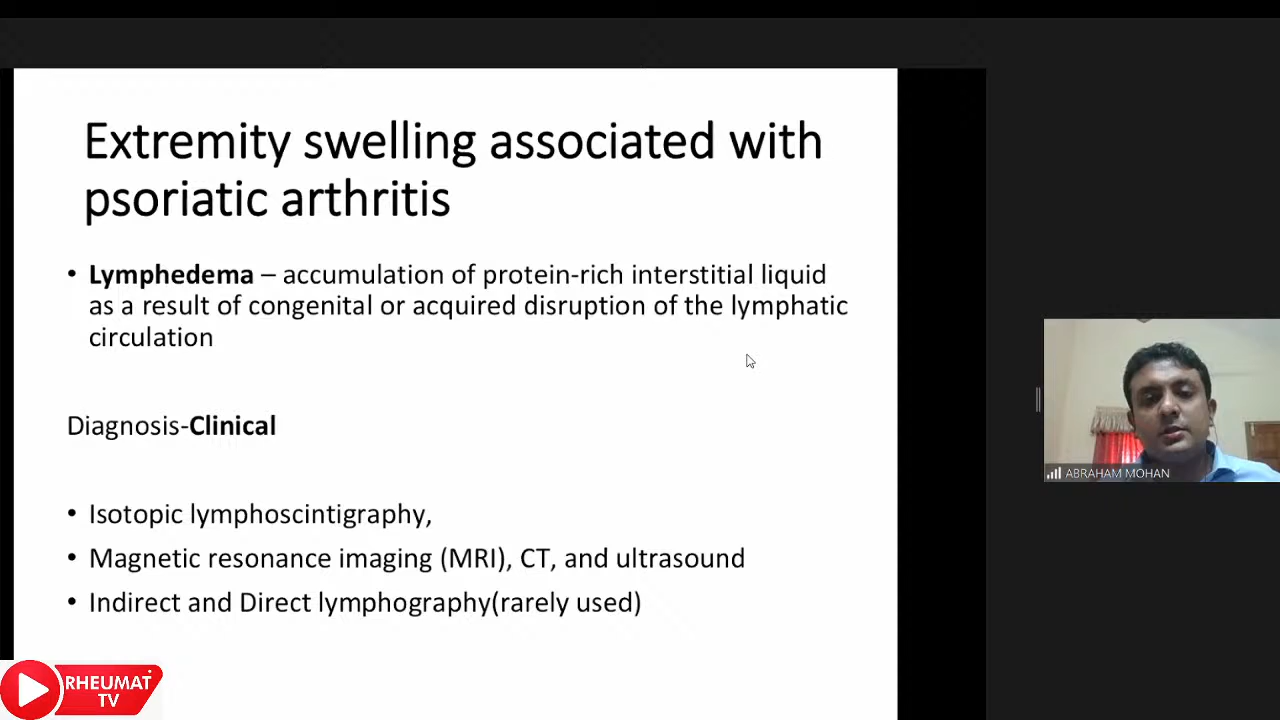 Extremity swelling associated with
psoriatic arthritis
• Lymphedema – accumulation of protein-rich interstitial liquid
as a result of congenital or acquired disruption of the lymphatic
circulation
Diagnosis-Clinical
• Isotopic lymphoscintigraphy,
• Magnetic resonance imaging (MRI), CT, and ultrasound
• Indirect and Direct lymphography(rarely used)
ABRAHAM MOHAN
RHEUMAT
TV